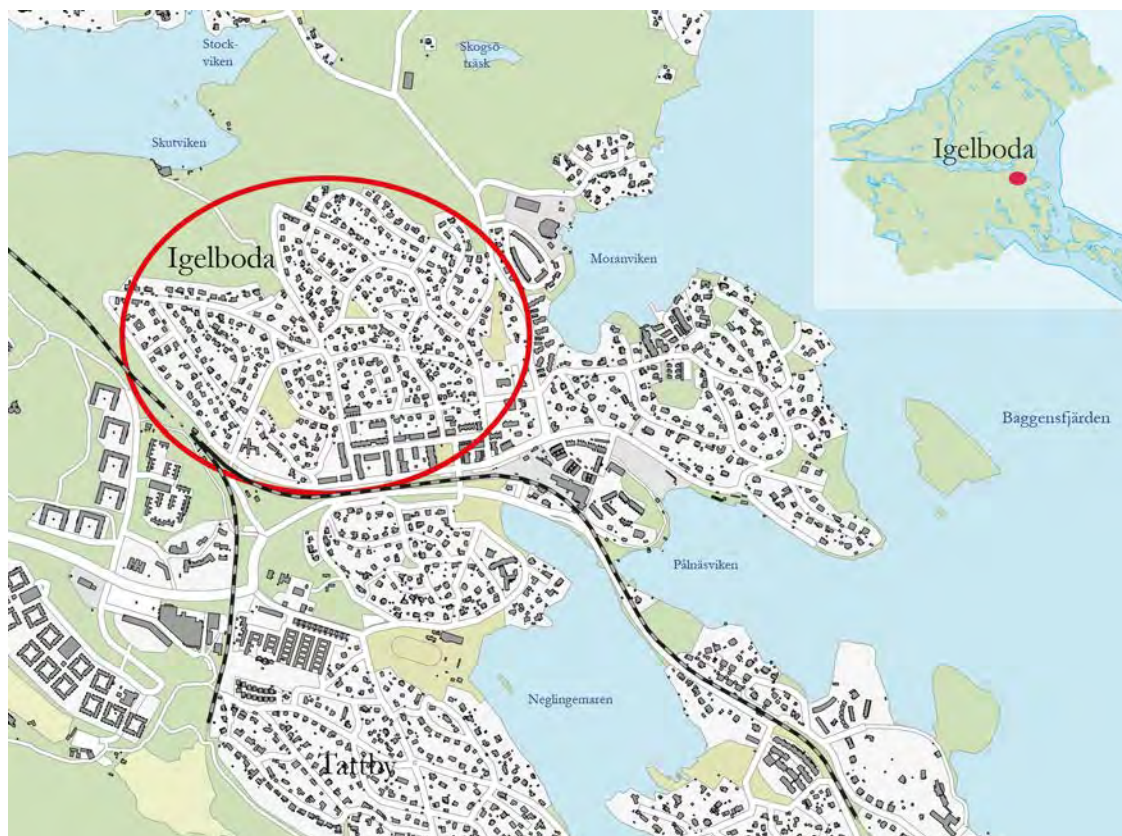 Stock-
viken
Skogsö
träsk
Skutviken
Igelboda
Igelboda
Moranviken
Baggensfjärden
Pålnäsviken
Neglingemaren
Tattby